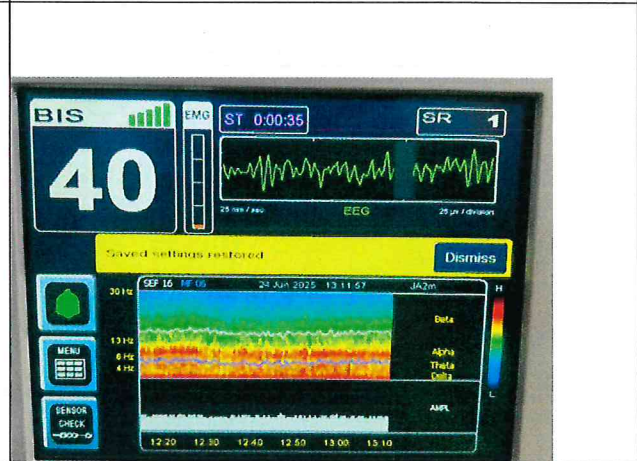 BIS
EMG
ST 0:00:35
SR 1
40
25 mm / sec
EEG
25 µv / division
Saved settings restored
Dismiss
SEF 16 MF 06 24 Jun 2025 13:11:57 JA2m H
30 Hz
Beta
13 Hz
Alpha
MENU
6 Hz
Theta
4 Hz
Delta
L
SENSOR
CHECK
AMPL
12:20 12:30 12:40 12:50 13:00 13:10